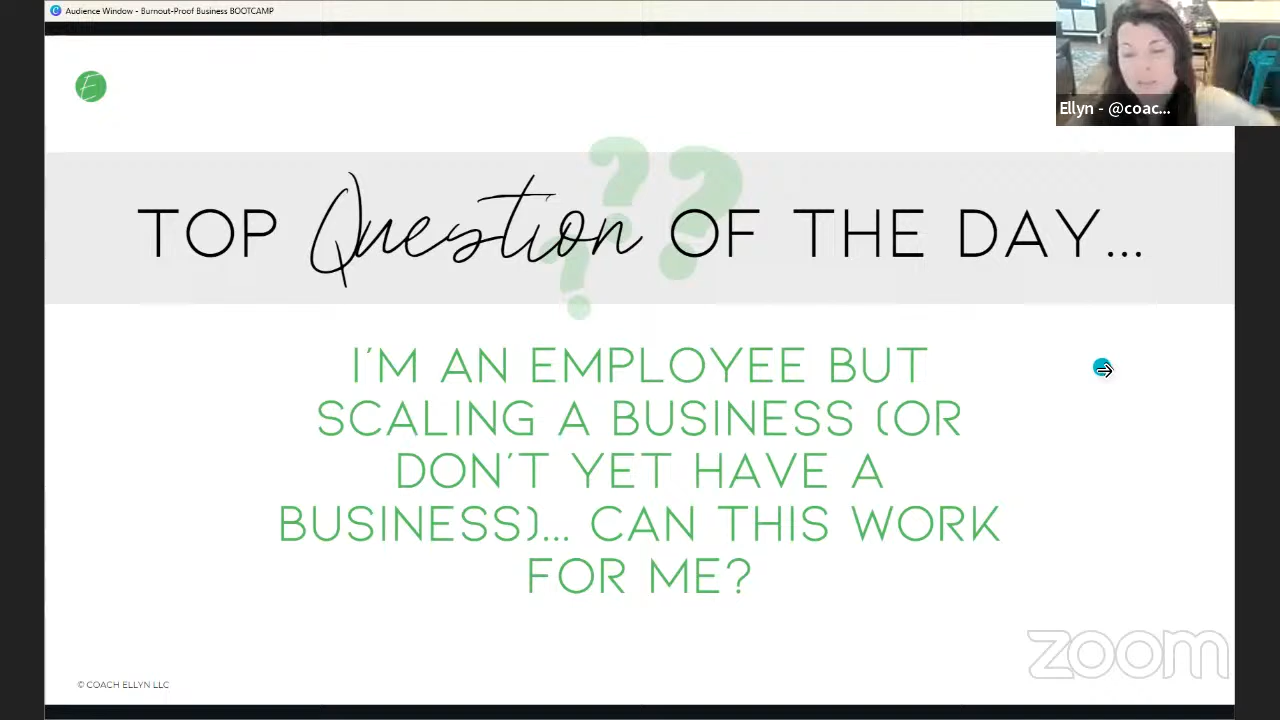 Audience Window - Burnout-Proof Business BOOTCAMP
Ellyn - @coac...
E
TOP Question OF THE DAY...
I'M AN EMPLOYEE BUT
SCALING A BUSINESS (OR
DON'T YET HAVE A
BUSINESS)... CAN THIS WORK
FOR ME?
zoom
© COACH ELLYN LLC